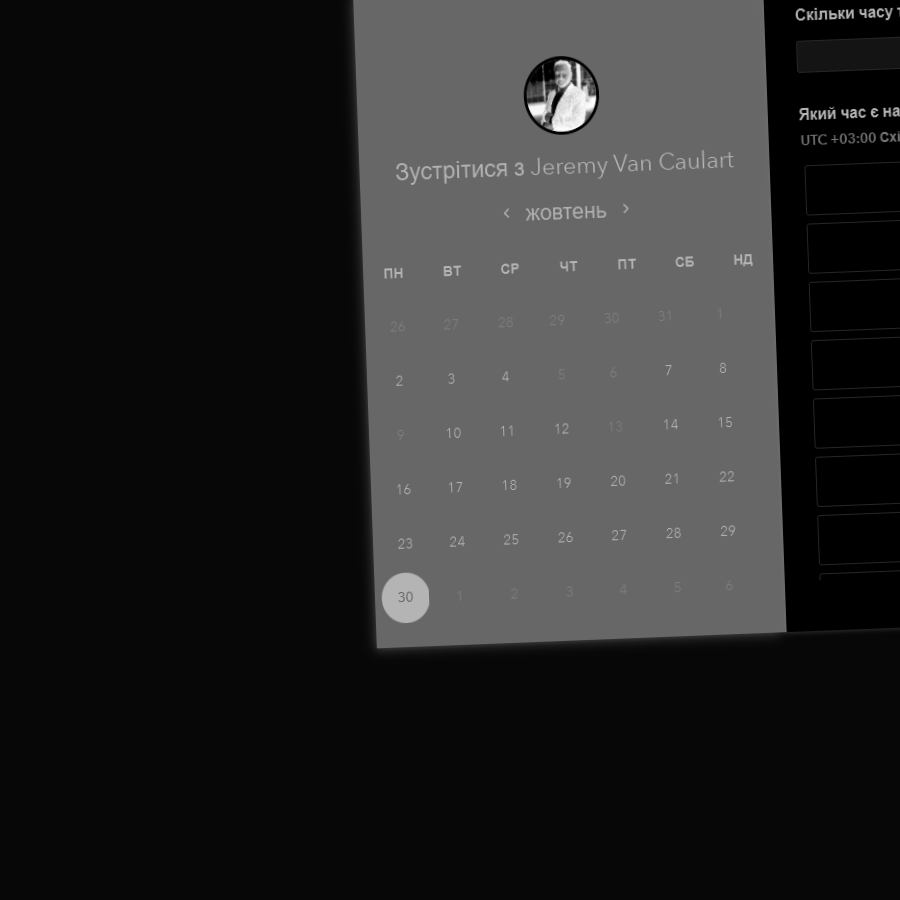 Зустрітися з Jeremy Van Caulart
‹ жовтень ›
ПН ВТ СР ЧТ ПТ СБ НД
26 27 28 29 30 31 1
2 3 4 5 6 7 8
9 10 11 12 13 14 15
16 17 18 19 20 21 22
23 24 25 26 27 28 29
30 1 2 3 4 5 6
Скільки часу
Який час є
UTC +03:00